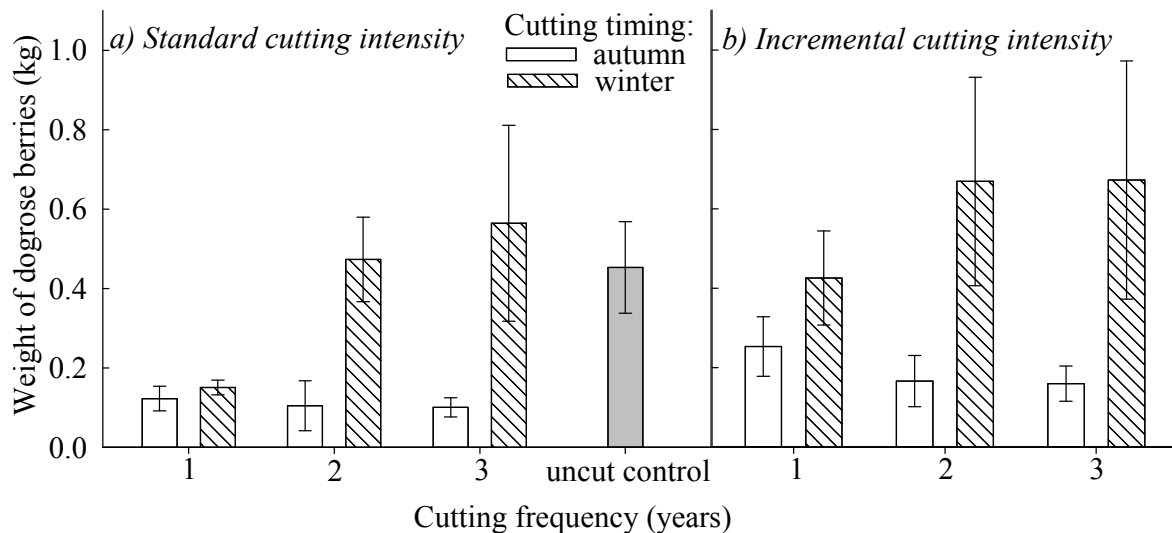 a) Standard cutting intensity
Cutting timing:
autumn
winter
b) Incremental cutting intensity
Weight of dogrose berries (kg)
1.0
0.8
0.6
0.4
0.2
0.0
1 2 3 uncut control 1 2 3
Cutting frequency (years)